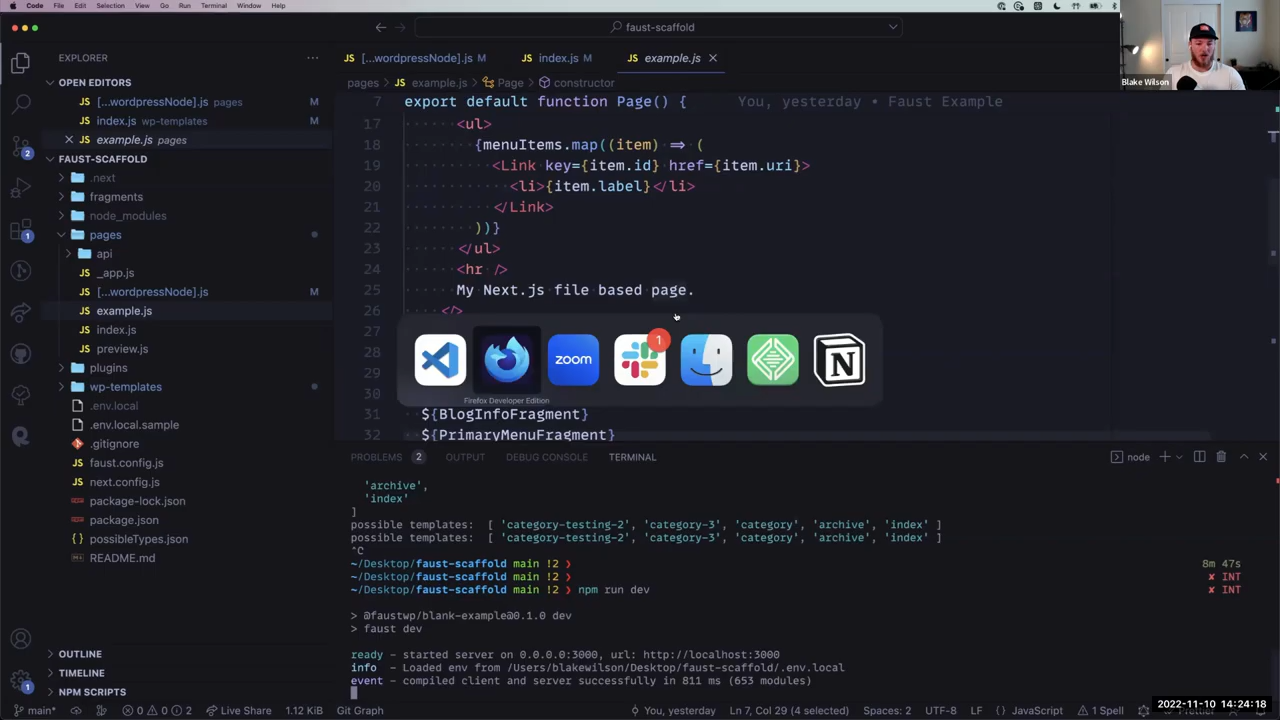 Code File Edit Selection View Go Run Terminal Window Help
faust-scaffold
EXPLORER
[...wordpressNode].js M
index.js M
example.js
Blake Wilson
OPEN EDITORS
pages > example.js > Page > constructor
[...wordpressNode].js pages M
index.js wp-templates M
example.js pages
FAUST-SCAFFOLD
.next
fragments
node_modules
pages
api
_app.js
[...wordpressNode].js M
example.js
index.js
preview.js
plugins
wp-templates
.env.local
.env.local.sample
.gitignore
faust.config.js
next.config.js
package-lock.json
package.json
possibleTypes.json
README.md
OUTLINE
TIMELINE
NPM SCRIPTS
7 export default function Page() { You, yesterday • Faust Example
17 <ul>
18 {menuItems.map((item) => (
19 <Link key={item.id} href={item.uri}>
20 <li>{item.label}</li>
21 </Link>
22 ))}
23 </ul>
24 <hr />
25 My Next.js file based page.
26 </>
27
28
29
30
31 ${BlogInfoFragment}
32 ${PrimaryMenuFragment}
zoom
1
N
Firefox Developer Edition
PROBLEMS 2 OUTPUT DEBUG CONSOLE TERMINAL
node
'archive',
'index'
]
possible templates: [ 'category-testing-2', 'category-3', 'category', 'archive', 'index' ]
possible templates: [ 'category-testing-2', 'category-3', 'category', 'archive', 'index' ]
^C
~/Desktop/faust-scaffold main !2 ❯ 8m 47s
~/Desktop/faust-scaffold main !2 ❯ ✘ INT
~/Desktop/faust-scaffold main !2 ❯ npm run dev ✘ INT
> @faustwp/blank-example@0.1.0 dev
> faust dev
ready - started server on 0.0.0.0:3000, url: http://localhost:3000
info - Loaded env from /Users/blakewilson/Desktop/faust-scaffold/.env.local
event - compiled client and server successfully in 811 ms (653 modules)
2022-11-10 14:24:18
main* 0 0 2 Live Share 1.12 KiB Git Graph You, yesterday Ln 7, Col 29 (4 selected) Spaces: 2 UTF-8 LF JavaScript 1 Spell